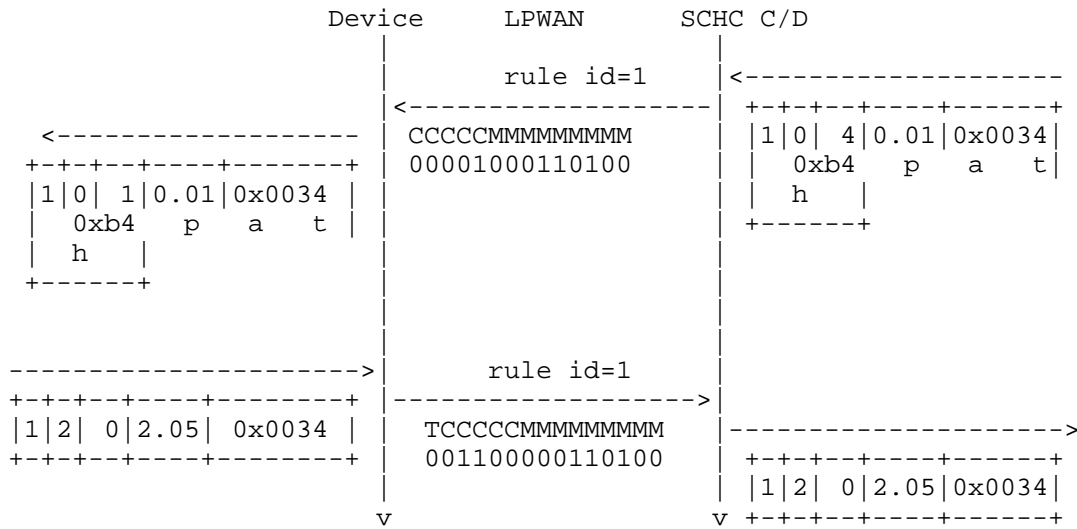 Device      LPWAN     SCHC C/D
                       |                    |
                       |       rule id=1    |<--------------------
                       |<-------------------| +-+-+--+----+------+
  <------------------- | CCCCCMMMMMMMMM     | |1|0| 4|0.01|0x0034|
 +-+-+--+----+-------+ | 00001000110100     | |  0xb4   p  a   t|
 |1|0| 1|0.01|0x0034 | |                    | |  h   |
 |  0xb4   p   a   t | |                    | +------+
 |  h   |              |                    |
 +------+              |                    |
                       |                    |
                       |                    |
---------------------->|      rule id=1     |
+-+-+--+----+--------+ |------------------->|
|1|2| 0|2.05| 0x0034 | |  TCCCCCMMMMMMMMM   |--------------------->
+-+-+--+----+--------+ |  001100000110100   | +-+-+--+----+------+
                       |                    | |1|2| 0|2.05|0x0034|
                       v                    v +-+-+--+----+------+